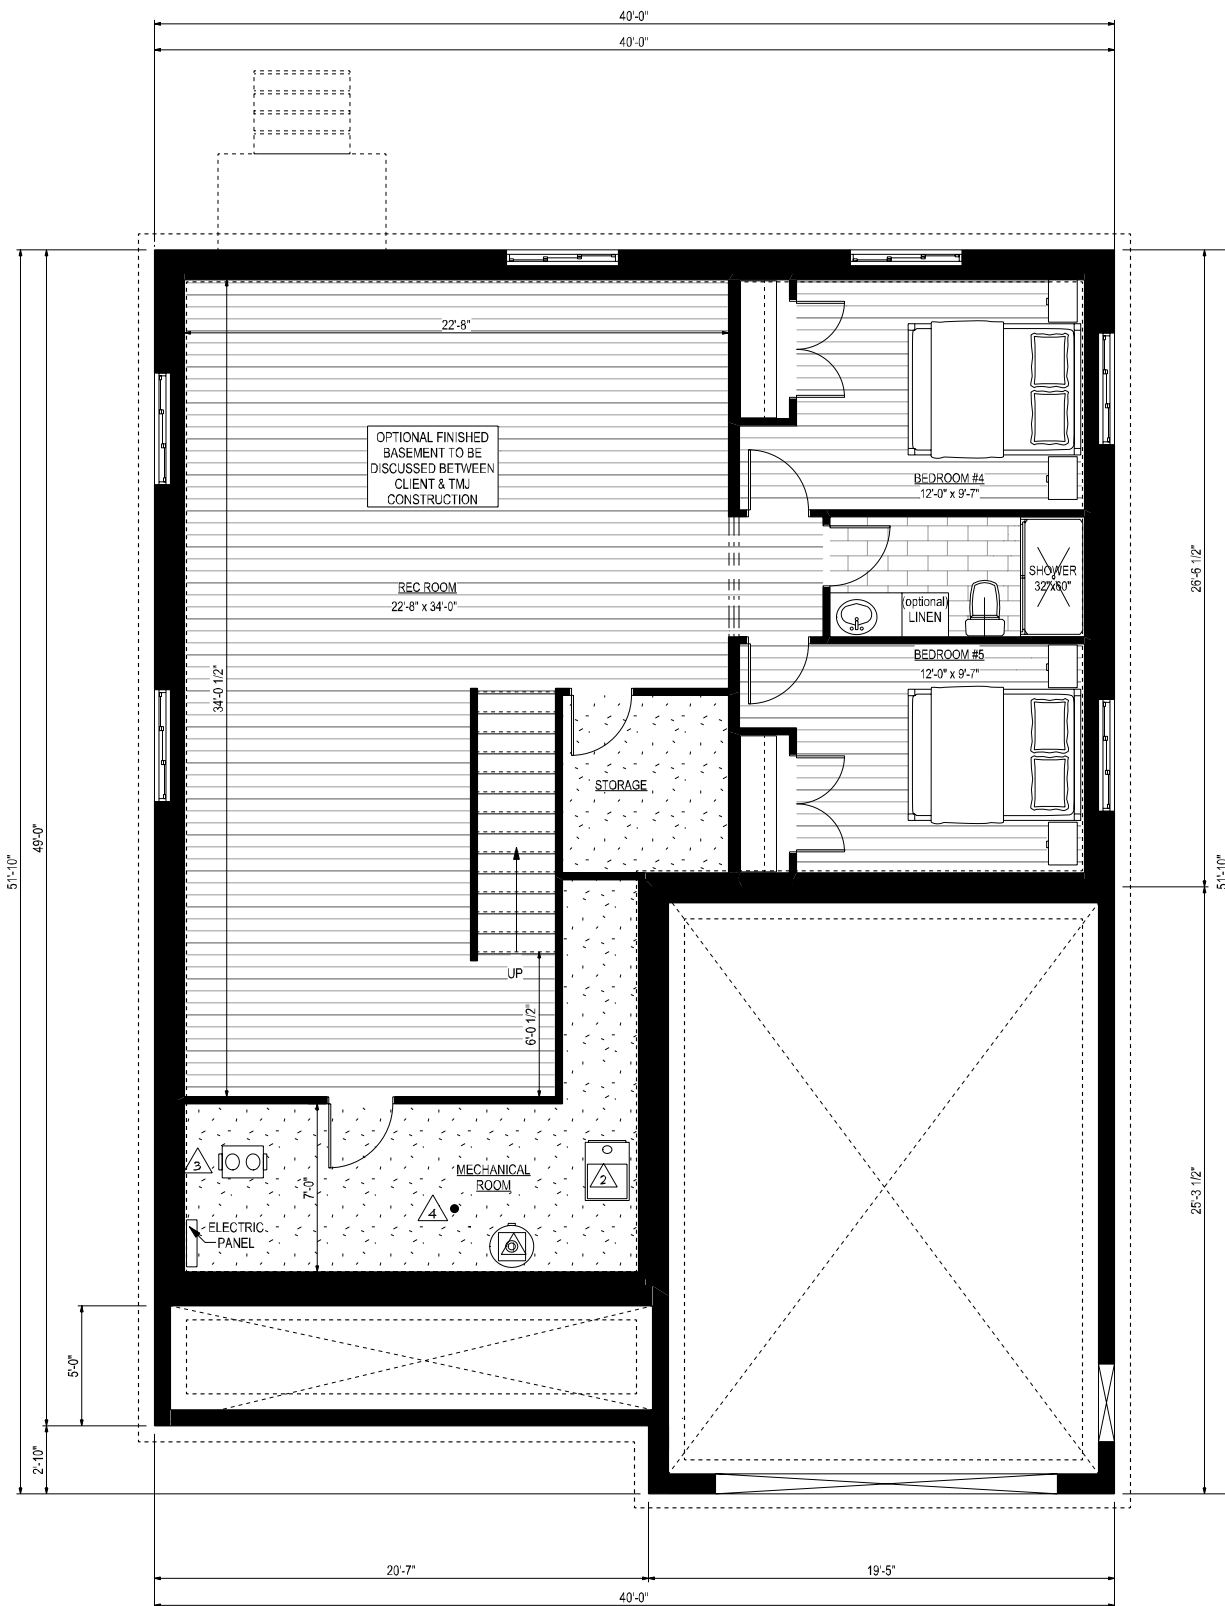 40'-0"
40'-0"
22'-8"
OPTIONAL FINISHED
BASEMENT TO BE
DISCUSSED BETWEEN
CLIENT & TMJ
CONSTRUCTION
BEDROOM #4
12'-0" x 9'-7"
REC ROOM
22'-8" x 34'-0"
SHOWER
32"x60"
(optional)
LINEN
26'-6 1/2"
BEDROOM #5
12'-0" x 9'-7"
34'-0 1/2"
STORAGE
49'-0"
51'-10"
51'-10"
UP
6'-0 1/2"
MECHANICAL
ROOM
3
2
4
7'-0"
ELECTRIC
PANEL
25'-3 1/2"
5'-0"
2'-10"
20'-7"
19'-5"
40'-0"